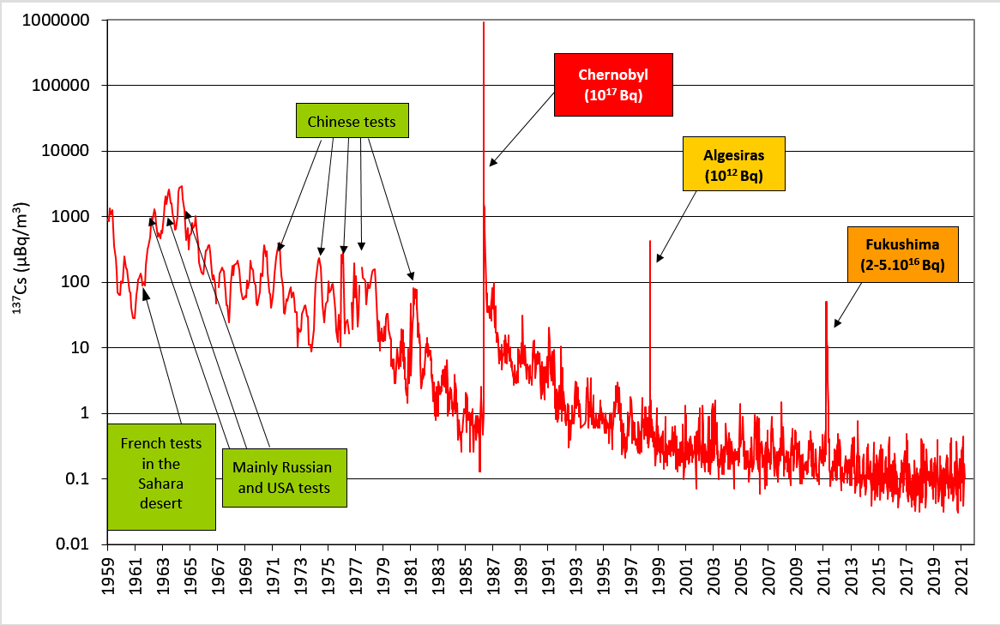 1000000
100000
10000
1000
100
10
1
0.1
0.01
¹³⁷Cs (µBq/m³)
Chernobyl
(10¹⁷ Bq)
Chinese tests
Algesiras
(10¹² Bq)
Fukushima
(2-5.10¹⁶ Bq)
French tests
in the
Sahara
desert
Mainly Russian
and USA tests
1959
1961
1963
1965
1967
1969
1971
1973
1975
1977
1979
1981
1983
1985
1987
1989
1991
1993
1995
1997
1999
2001
2003
2005
2007
2009
2011
2013
2015
2017
2019
2021